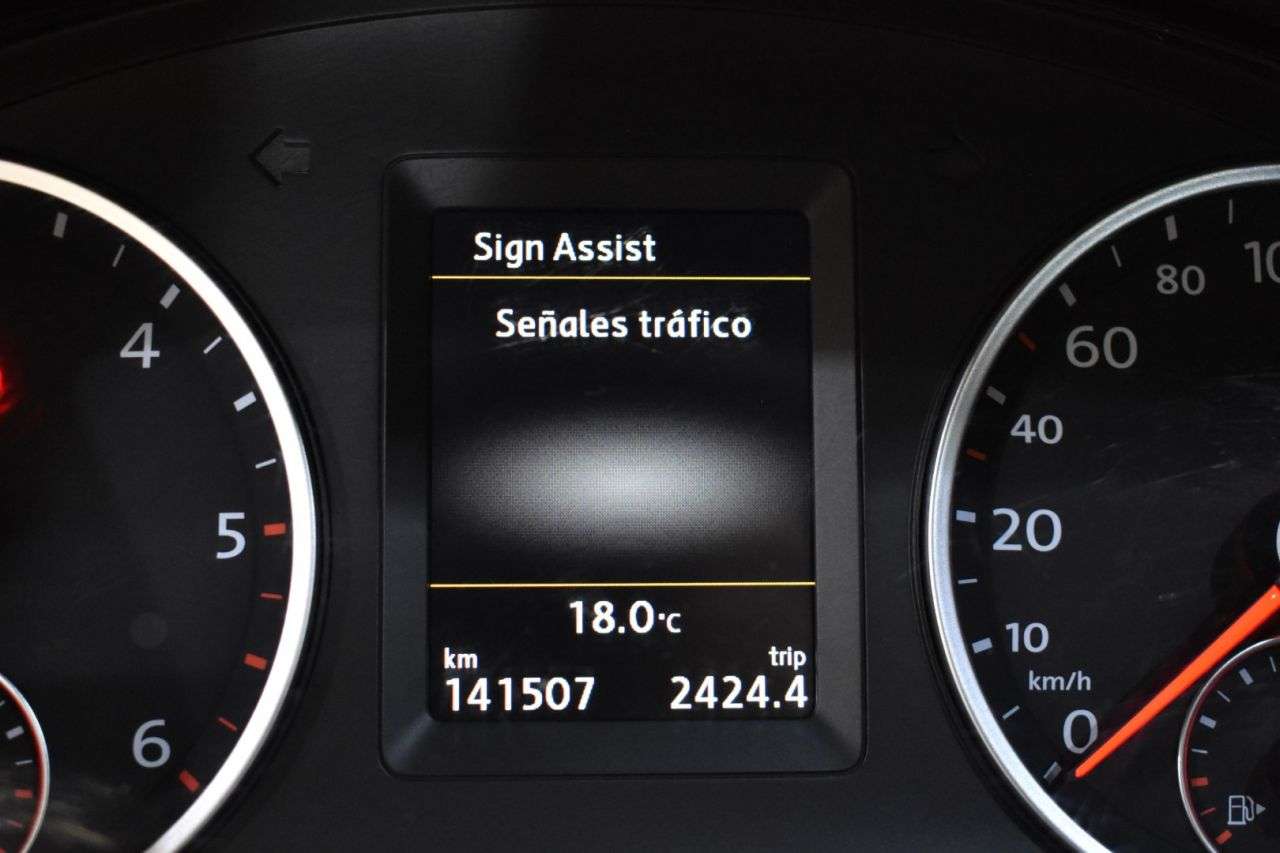 Sign Assist
Señales tráfico
18.0°C
km trip
141507 2424.4
4
5
6
0
10
20
40
60
80
km/h